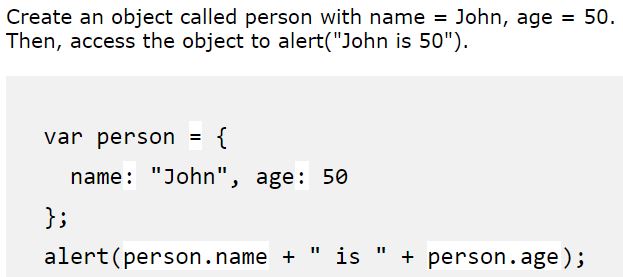 Create an object called person with name = John, age = 50.
Then, access the object to alert("John is 50").
var person = {
name: "John", age: 50
};
alert(person.name + " is " + person.age);